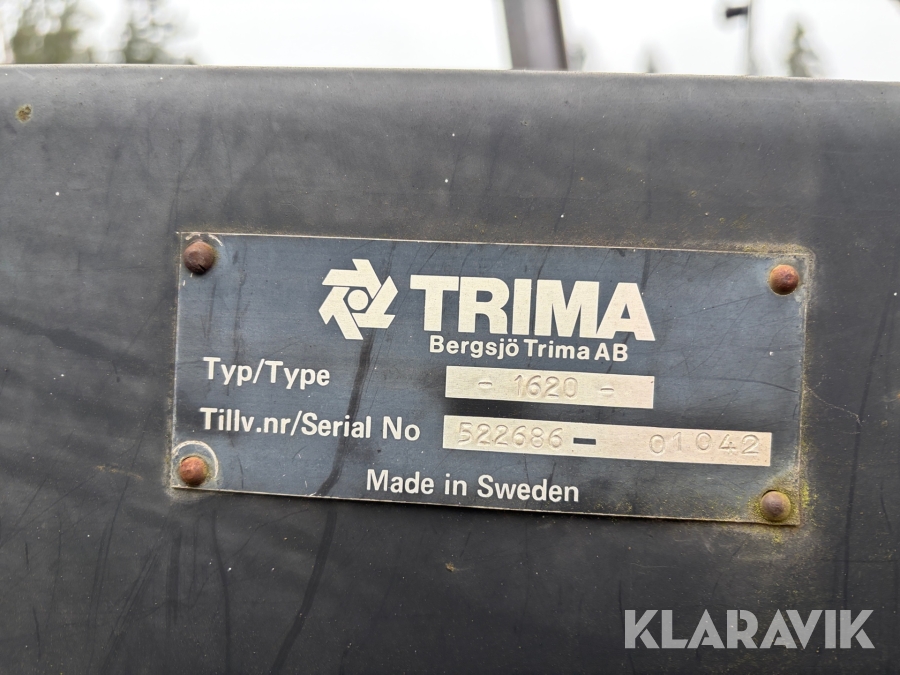 TRIMA
Bergsjö Trima AB
Typ/Type - 1620 -
Tillv.nr/Serial No 522686- 01042
Made in Sweden
KLARAVIK